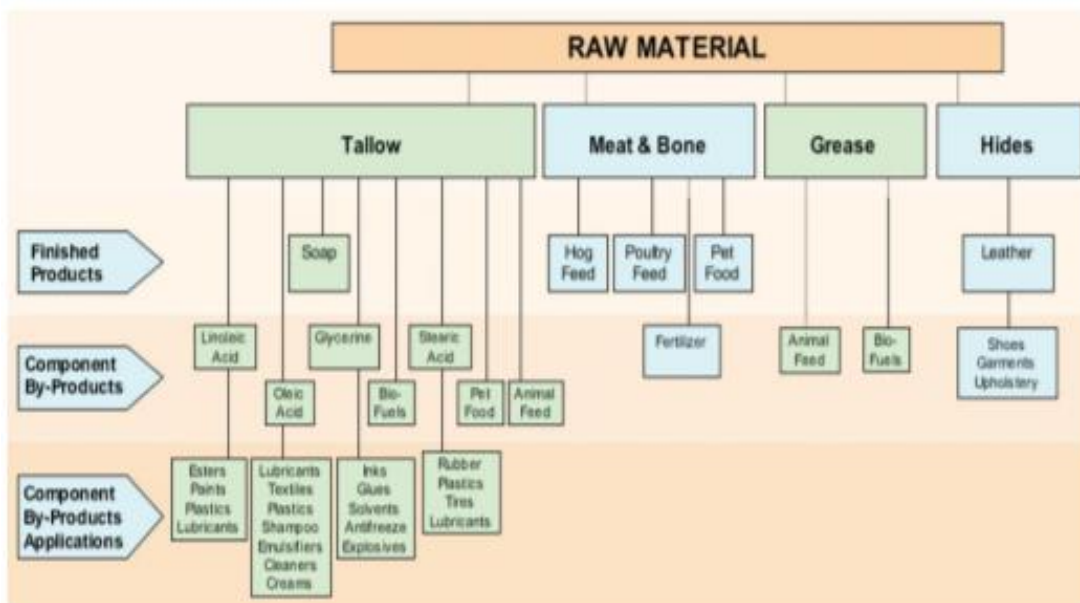 RAW MATERIAL
Tallow
Meat & Bone
Grease
Hides
Finished
Products
Soap
Hog
Feed
Poultry
Feed
Pet
Food
Leather
Component
By-Products
Linoleic
Acid
Oleic
Acid
Glycerine
Bio-
Fuels
Stearic
Acid
Pet
Food
Animal
Feed
Fertilizer
Animal
Feed
Bio-
Fuels
Shoes
Garments
Upholstery
Component
By-Products
Applications
Esters
Paints
Plastics
Lubricants
Lubricants
Textiles
Plastics
Shampoo
Emulsifiers
Cleaners
Creams
Inks
Glues
Solvents
Antifreeze
Explosives
Rubber
Plastics
Tires
Lubricants